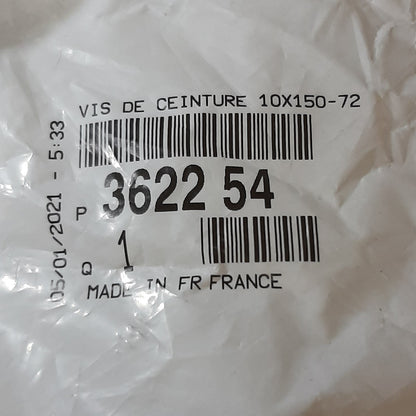 VIS DE CEINTURE 10X150-72
P 3622 54
Q 1
MADE IN FR FRANCE
05/01/2021 - 5:33